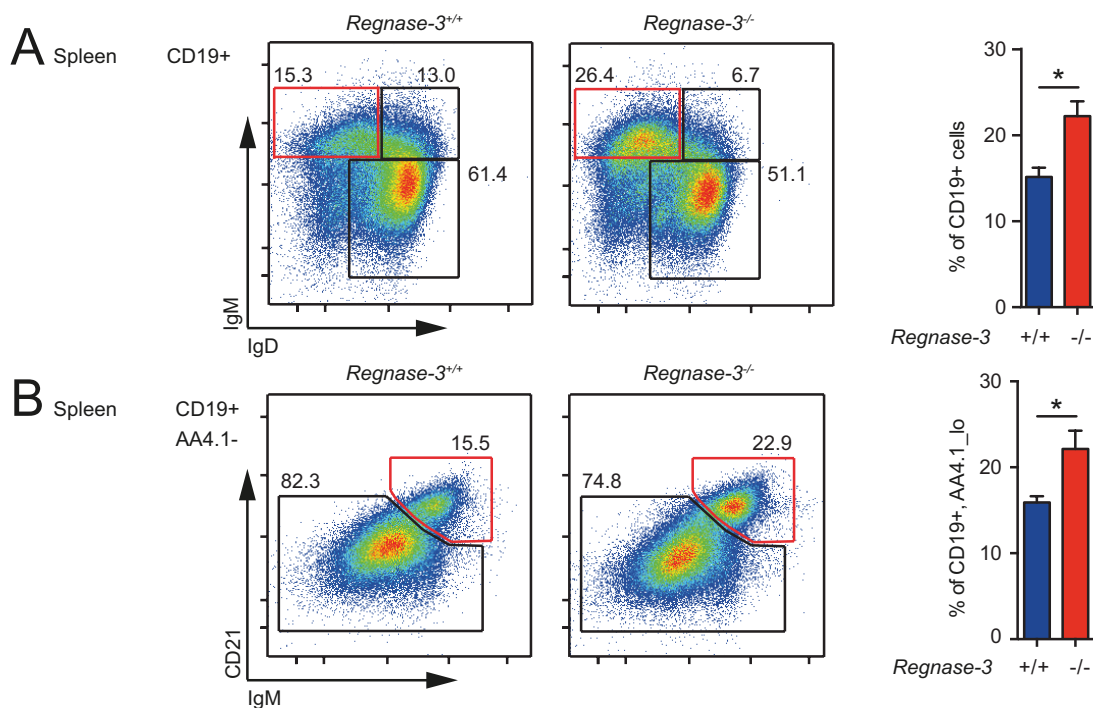 A Spleen CD19+
Regnase-3+/+
Regnase-3-/-
15.3 13.0
61.4
26.4 6.7
51.1
IgM
IgD
30
20
10
0
% of CD19+ cells
*
Regnase-3 +/+ -/-
B Spleen CD19+
AA4.1-
Regnase-3+/+
Regnase-3-/-
82.3 15.5
74.8 22.9
CD21
IgM
30
20
10
0
% of CD19+, AA4.1_lo
*
Regnase-3 +/+ -/-